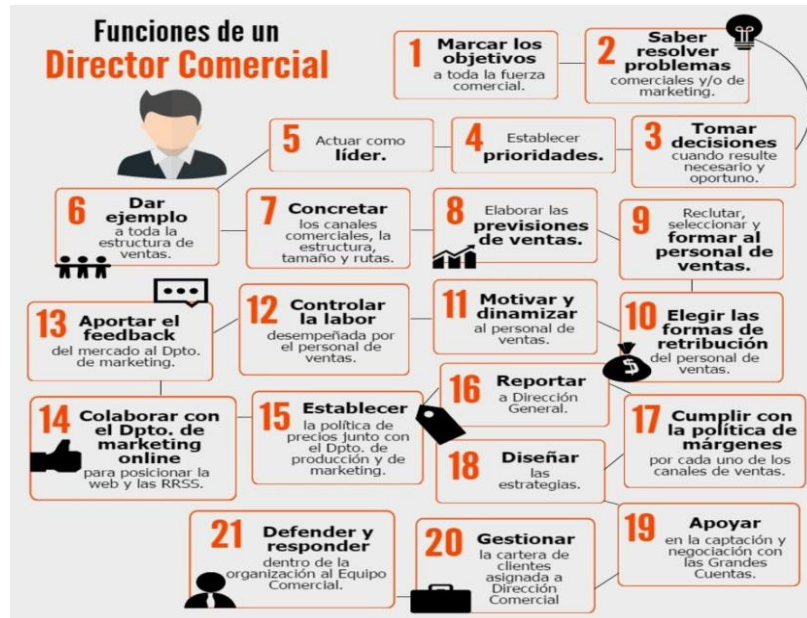 Funciones de un
Director Comercial
1 Marcar los
objetivos
a toda la fuerza
comercial.
2 Saber
resolver
problemas
comerciales y/o de
marketing.
3 Tomar
decisiones
cuando resulte
necesario y
oportuno.
4 Establecer
prioridades.
5 Actuar como
líder.
6 Dar
ejemplo
a toda la
estructura de
ventas.
7 Concretar
los canales
comerciales, la
estructura,
tamaño y rutas.
8 Elaborar las
previsiones
de ventas.
9 Reclutar,
seleccionar y
formar al
personal de
ventas.
10 Elegir las
formas de
retribución
del personal de
ventas.
$
11 Motivar y
dinamizar
al personal de
ventas.
12 Controlar
la labor
desempeñada por
el personal de
ventas.
13 Aportar el
feedback
del mercado al Dpto.
de marketing.
14 Colaborar con
el Dpto. de
marketing
online
para posicionar la
web y las RRSS.
15 Establecer
la política de
precios junto con
el Dpto. de
producción y de
marketing.
16 Reportar
a Dirección
General.
17 Cumplir con
la política de
márgenes
por cada uno de los
canales de ventas.
18 Diseñar
las
estrategias.
19 Apoyar
en la captación y
negociación con
las Grandes
Cuentas.
20 Gestionar
la cartera de
clientes
asignada a
Dirección
Comercial
21 Defender y
responder
dentro de la
organización al Equipo
Comercial.